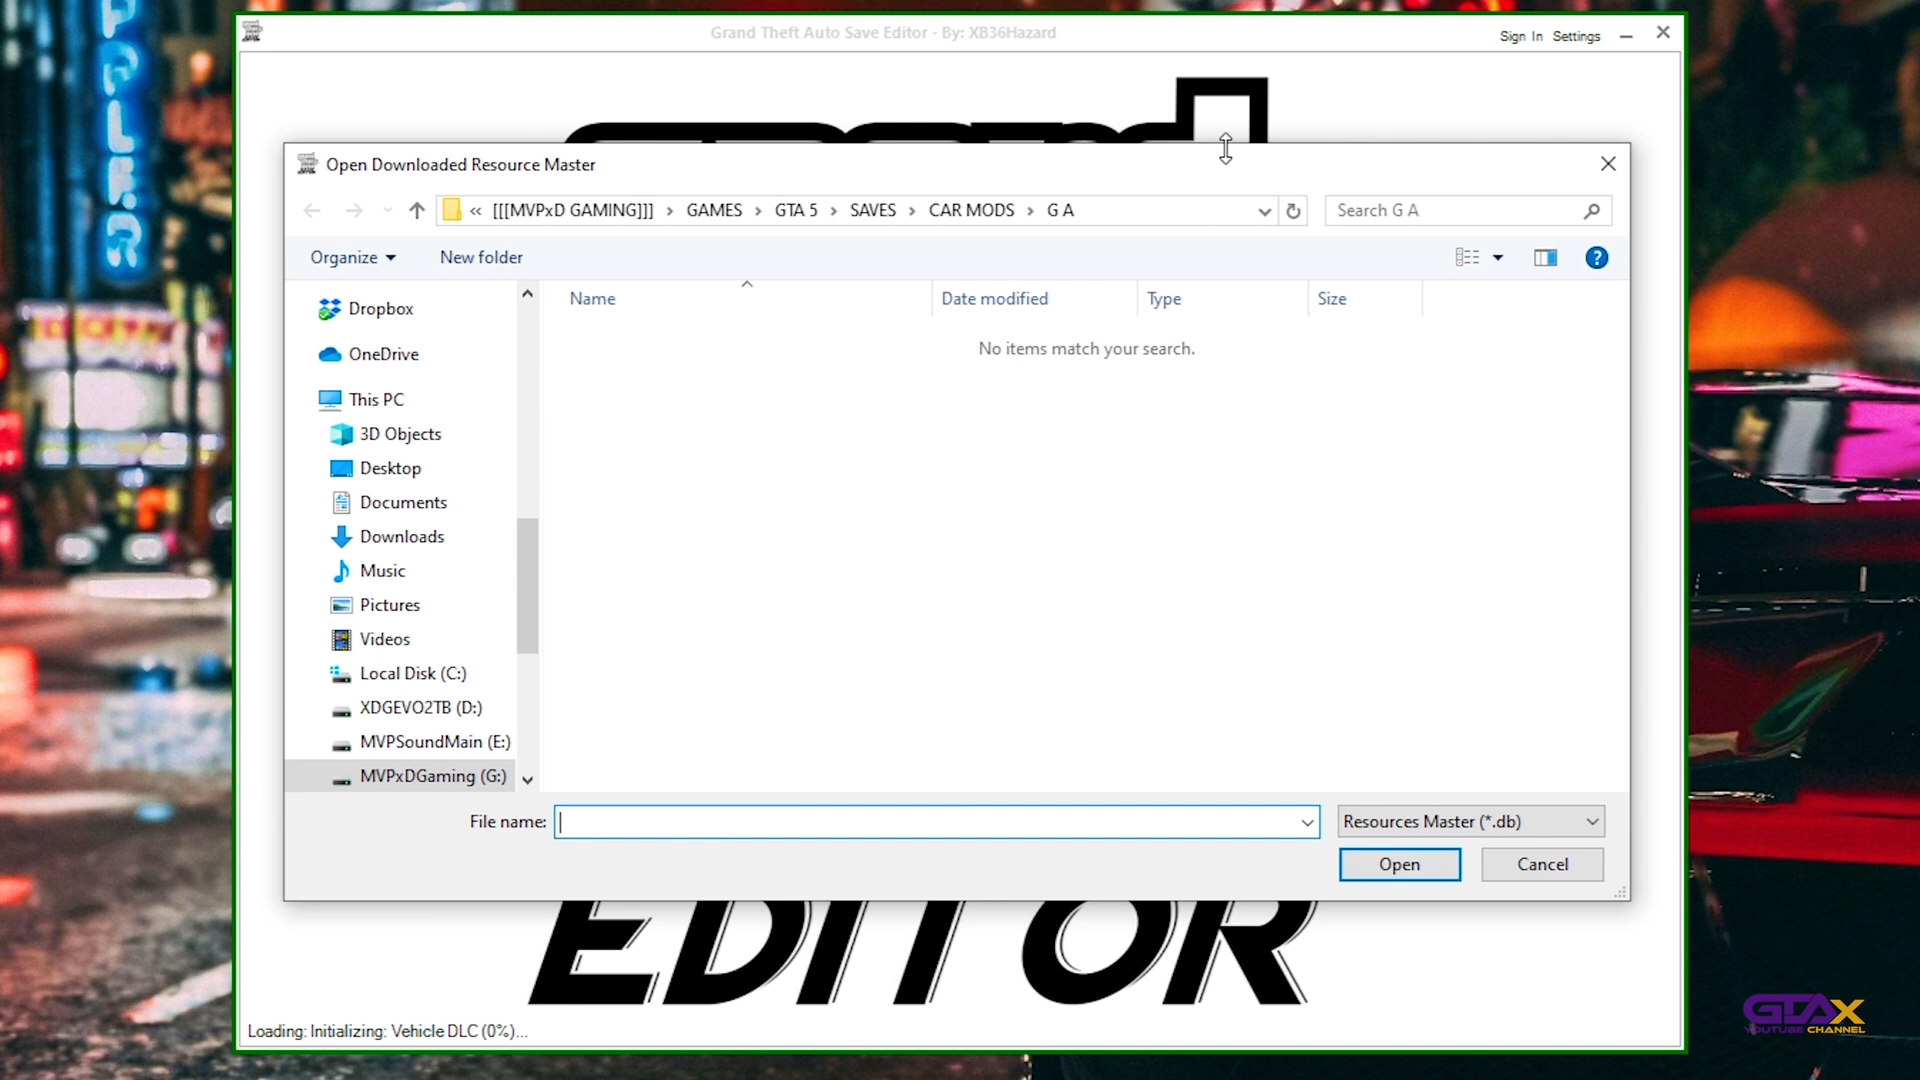 Grand Theft Auto Save Editor - By: XB36Hazard
Sign In Settings
Open Downloaded Resource Master
« [[[MVPxD GAMING]]] > GAMES > GTA 5 > SAVES > CAR MODS > G A
Search G A
Organize
New folder
Name
Date modified
Type
Size
No items match your search.
Dropbox
OneDrive
This PC
3D Objects
Desktop
Documents
Downloads
Music
Pictures
Videos
Local Disk (C:)
XDGEVO2TB (D:)
MVPSoundMain (E:)
MVPxDGaming (G:)
File name:
Resources Master (*.db)
Open
Cancel
EDITOR
Loading: Initializing: Vehicle DLC (0%)...
GTAX
YOUTUBE CHANNEL